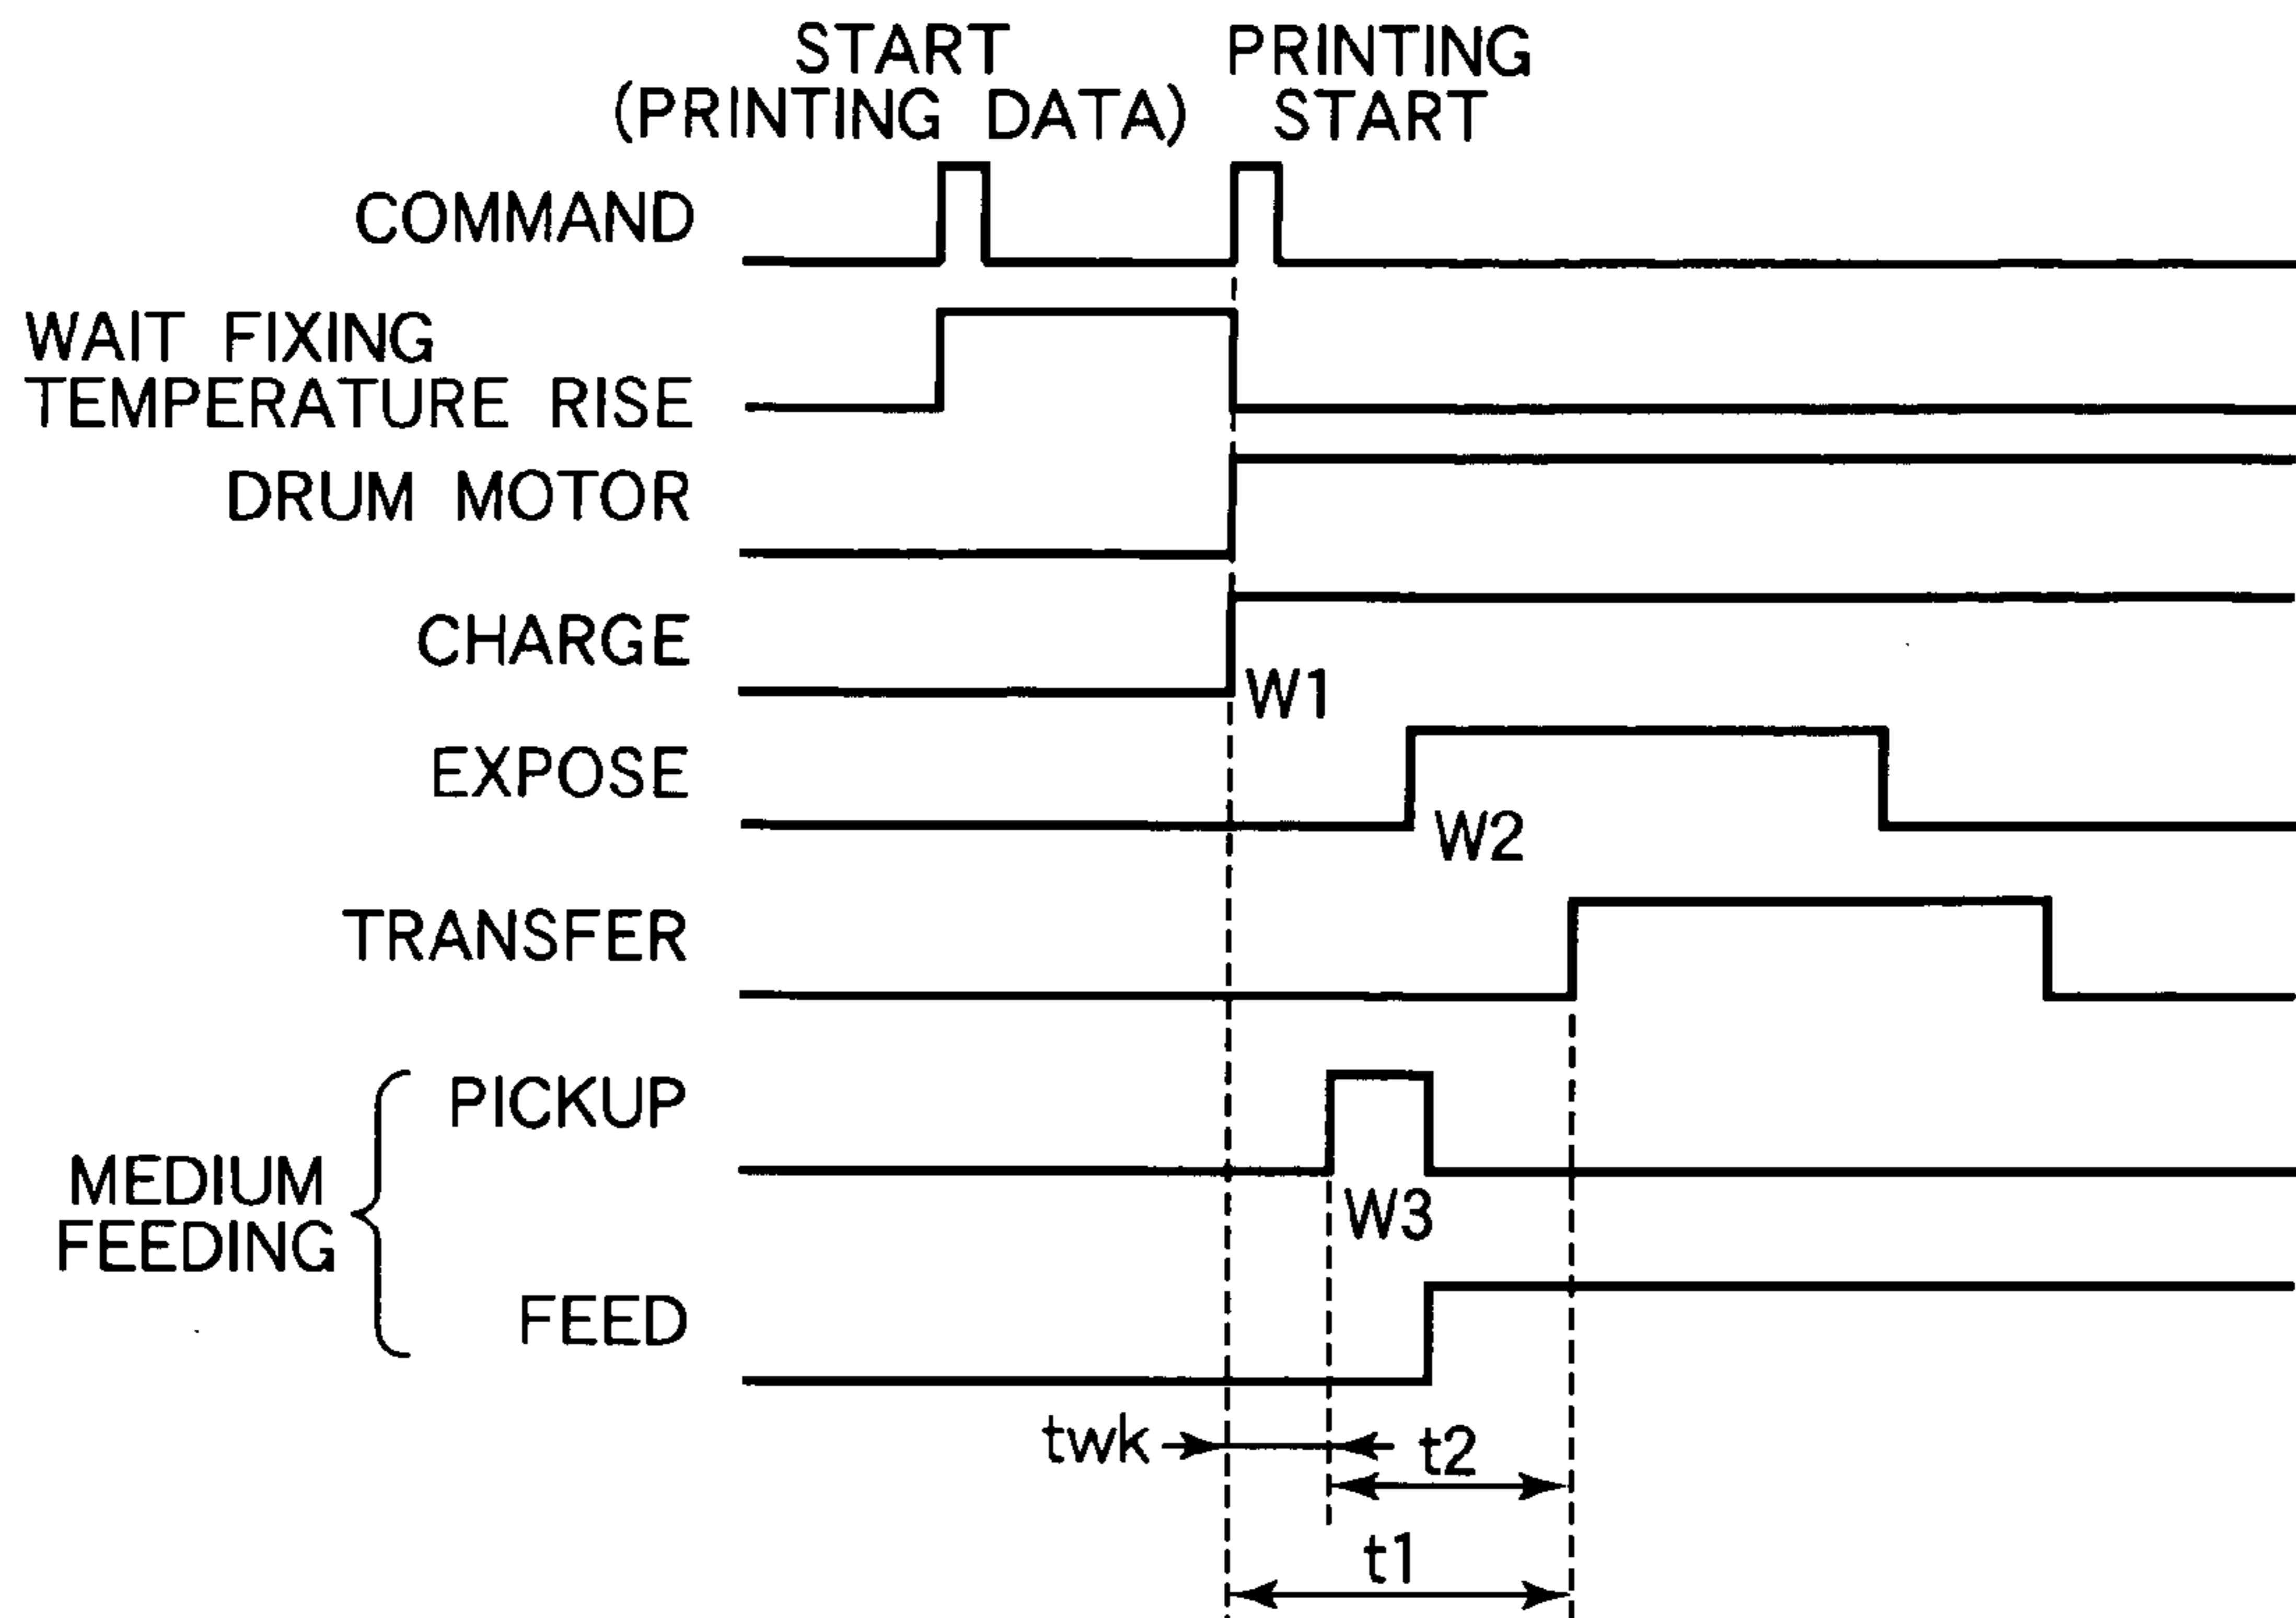 START
(PRINTING DATA)
PRINTING
START
COMMAND
WAIT FIXING
TEMPERATURE RISE
DRUM MOTOR
CHARGE
W1
EXPOSE
W2
TRANSFER
PICKUP
MEDIUM
FEEDING
W3
FEED
twk
t2
t1